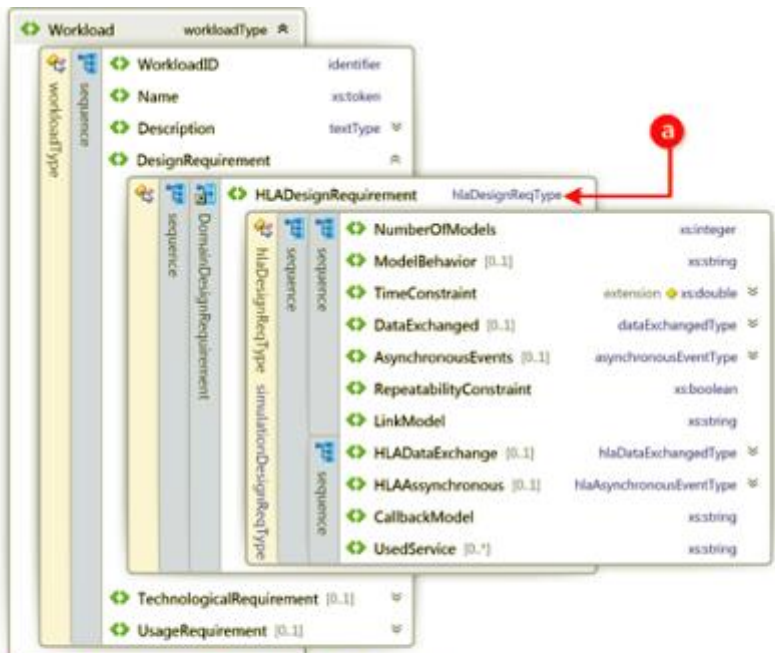 Workload workloadType
WorkloadID identifier
Name xs:token
Description textType
DesignRequirement
workloadType
sequence
a
HLADesignRequirement hlaDesignReqType
sequence
DomainDesignRequirement
hlaDesignReqType simulationDesignReqType
sequence
sequence
NumberOfModels xs:integer
ModelBehavior [0..1] xs:string
TimeConstraint extension xs:double
DataExchanged [0..1] dataExchangedType
AsynchronousEvents [0..1] asynchronousEventType
RepeatabilityConstraint xs:boolean
LinkModel xs:string
sequence
HLADataExchange [0..1] hlaDataExchangedType
HLAAssynchronous [0..1] hlaAsynchronousEventType
CallbackModel xs:string
UsedService [0..*] xs:string
TechnologicalRequirement [0..1]
UsageRequirement [0..1]